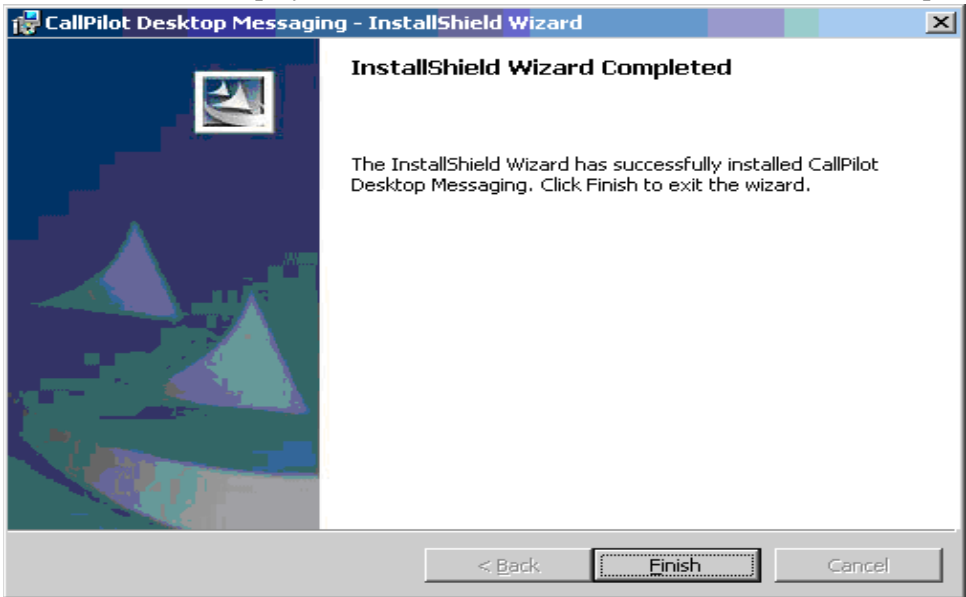 CallPilot Desktop Messaging - InstallShield Wizard
InstallShield Wizard Completed
The InstallShield Wizard has successfully installed CallPilot
Desktop Messaging. Click Finish to exit the wizard.
< Back Finish Cancel